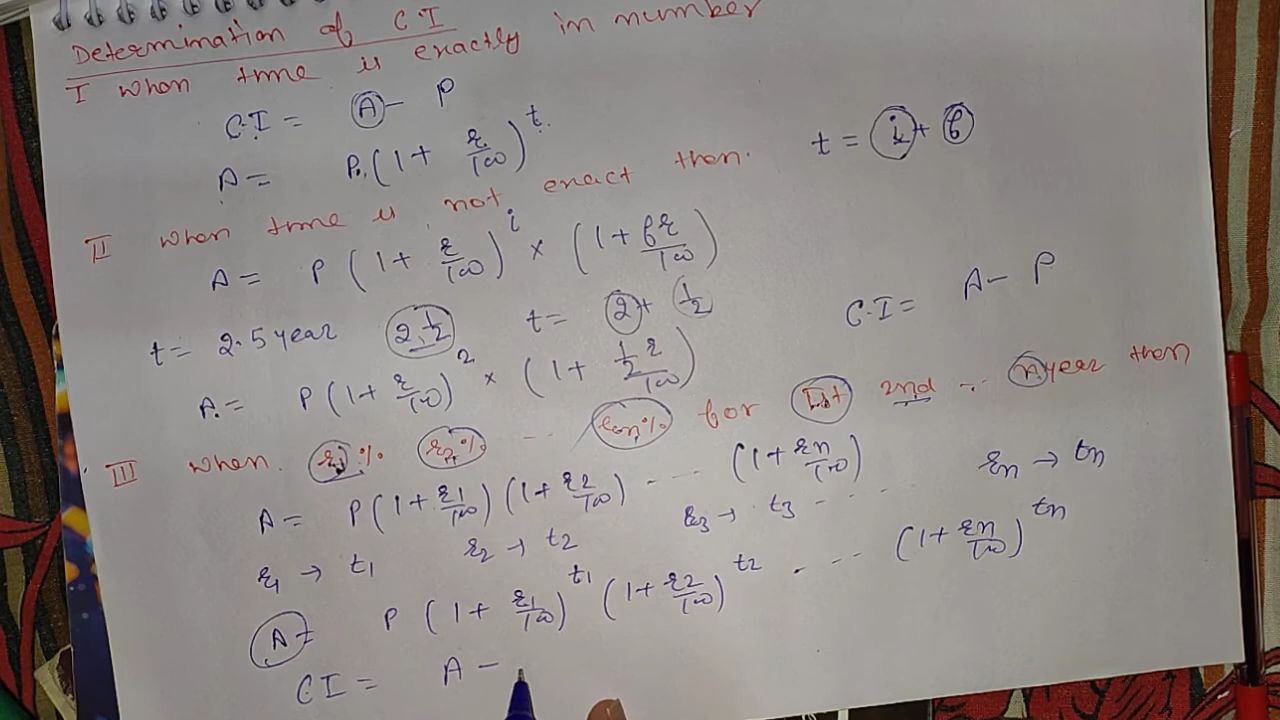 Determination of C.I
I when time is exactly in number
C.I = A - P
A = P.(1 + r/100)^t.
t = i + f
II when time is not exact then.
A = P (1 + r/100)^i × (1 + fr/100)
t = 2.5 year 2.1/2 t = 2 + 1/2
C.I = A - P
A. = P (1 + r/100)^2 × (1 + 1/2 r/100)
III when. r1% r2% --- rn% for Ist 2nd --- n year then
A = P (1 + r1/100) (1 + r2/100) ---- (1 + rn/100)
r1 → t1 r2 → t2 r3 → t3 ---- rn → tn
A = P (1 + r1/100)^t1 (1 + r2/100)^t2 . --- (1 + rn/100)^tn
CI = A -